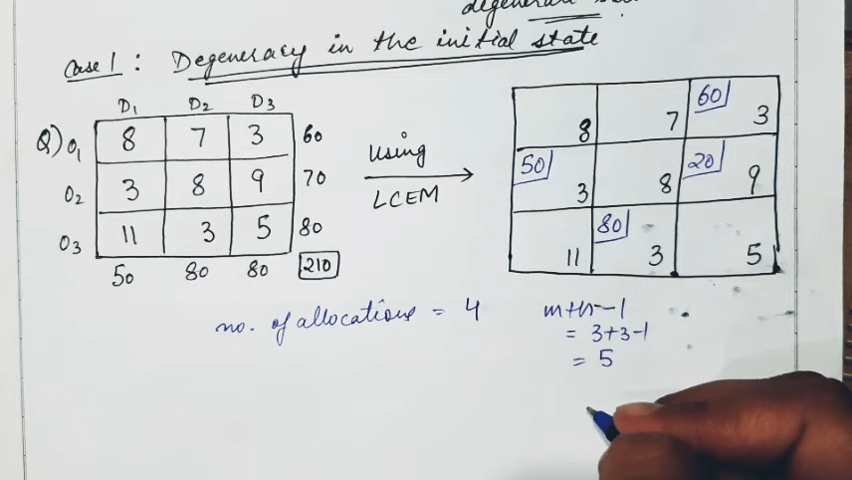 degenerate
Case 1 : Degeneracy in the initial state
D1 D2 D3
Q) O1 8 7 3 60
O2 3 8 9 70
O3 11 3 5 80
50 80 80 210
Using
LCEM
8 7 60 3
50 3 8 20 9
11 80 3 5
no. of allocations = 4
m+n-1
= 3+3-1
= 5